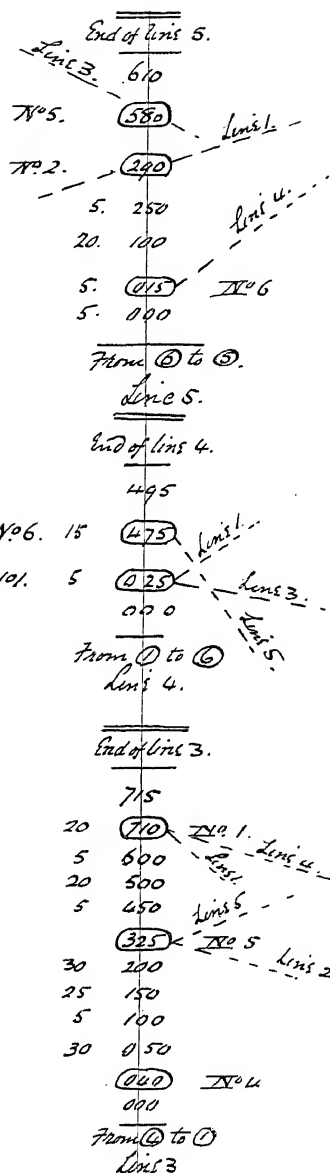 End of line 5.
Line 3.
610
No 5. 580
Line 1.
No 2. 290
5. 250
Line 4.
20. 100
5. 015 No 6
5. 000
From 6 to 5.
Line 5.
End of line 4.
495
No 6. 15 475
Line 1.
5 025
Line 3.
000
Line 5.
From 1 to 6
Line 4.
End of line 3.
715
20 710 No 1.
Line 4.
5 600
Line 1.
20 500
5 450
Line 5
325 No 5
Line 2
30 200
25 150
5 100
30 050
040 No 4
000
From 4 to 1
Line 3